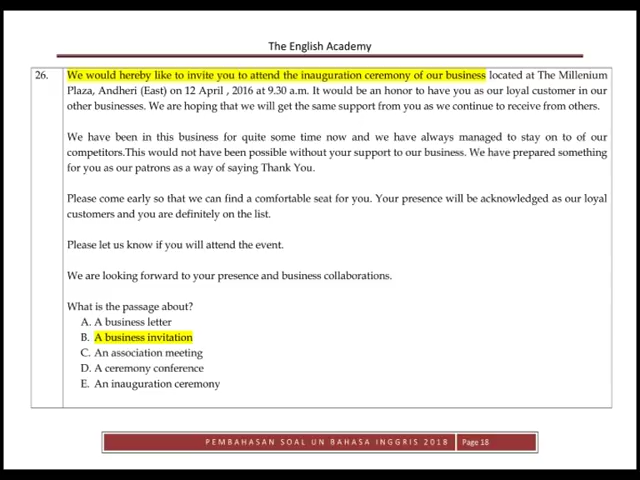 The English Academy
26. We would hereby like to invite you to attend the inauguration ceremony of our business located at The Millenium
Plaza, Andheri (East) on 12 April , 2016 at 9.30 a.m. It would be an honor to have you as our loyal customer in our
other businesses. We are hoping that we will get the same support from you as we continue to receive from others.
We have been in this business for quite some time now and we have always managed to stay on to of our
competitors.This would not have been possible without your support to our business. We have prepared something
for you as our patrons as a way of saying Thank You.
Please come early so that we can find a comfortable seat for you. Your presence will be acknowledged as our loyal
customers and you are definitely on the list.
Please let us know if you will attend the event.
We are looking forward to your presence and business collaborations.
What is the passage about?
A. A business letter
B. A business invitation
C. An association meeting
D. A ceremony conference
E. An inauguration ceremony
PEMBAHASAN SOAL UN BAHASA INGGRIS 2018 Page 18